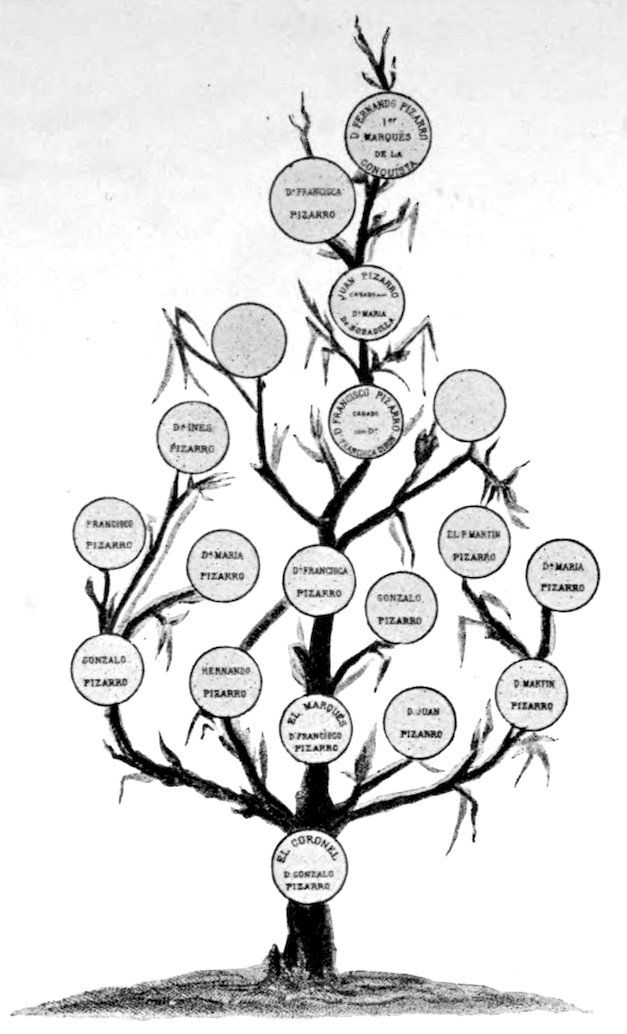 D. FERNANDO PIZARRO
1er
MARQUÉS
DE LA
CONQUISTA
Da FRANCISCA
PIZARRO
JUAN PIZARRO
CASADO con
Da MARIA
De BOBADILLA
D. FRANCISCO PIZARRO
CASADO
con Da
FRANCISCA
Da INES
PIZARRO
FRANCISCO
PIZARRO
Da MARIA
PIZARRO
Da FRANCISCA
PIZARRO
GONZALO
PIZARRO
EL P. MARTIN
PIZARRO
Da MARIA
PIZARRO
GONZALO
PIZARRO
HERNANDO
PIZARRO
EL MARQUÉS
Dn FRANCISCO
PIZARRO
D. JUAN
PIZARRO
D. MARTIN
PIZARRO
EL CORONEL
D. GONZALO
PIZARRO